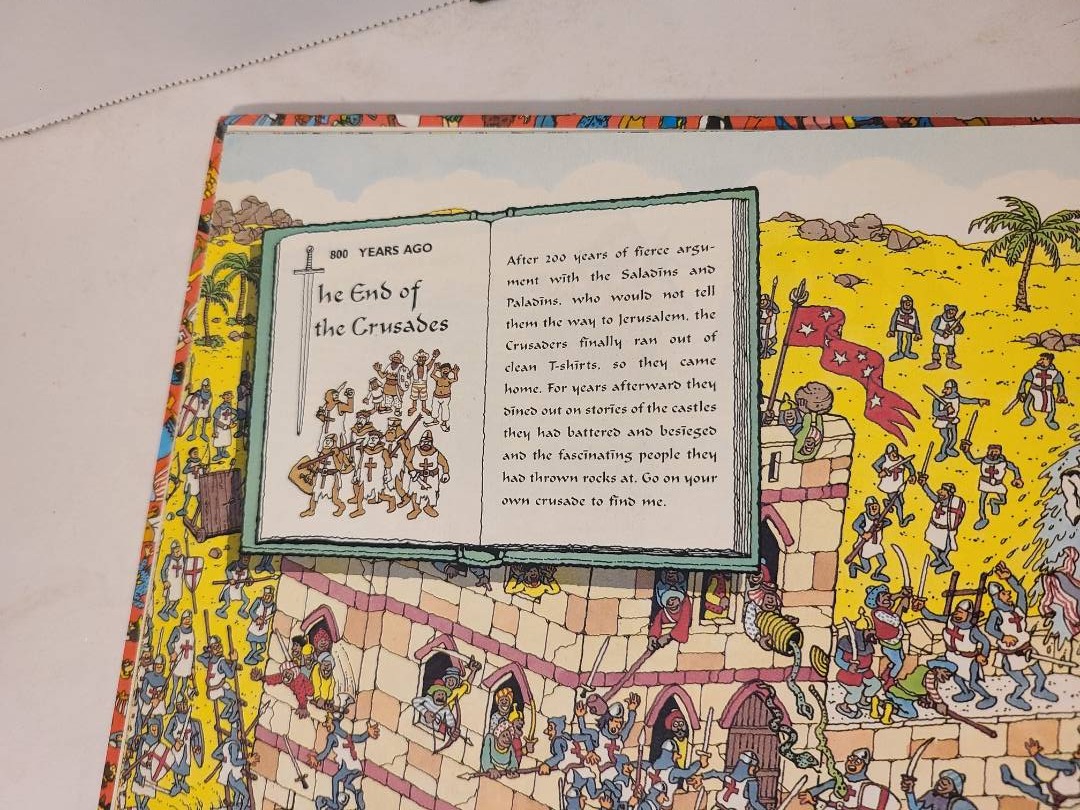 800 YEARS AGO
The End of
the Crusades
After 200 years of fierce argu-
ment with the Saladins and
Paladins, who would not tell
them the way to Jerusalem, the
Crusaders finally ran out of
clean T-shirts, so they came
home. For years afterward they
dined out on stories of the castles
they had battered and besieged
and the fascinating people they
had thrown rocks at. Go on your
own crusade to find me.